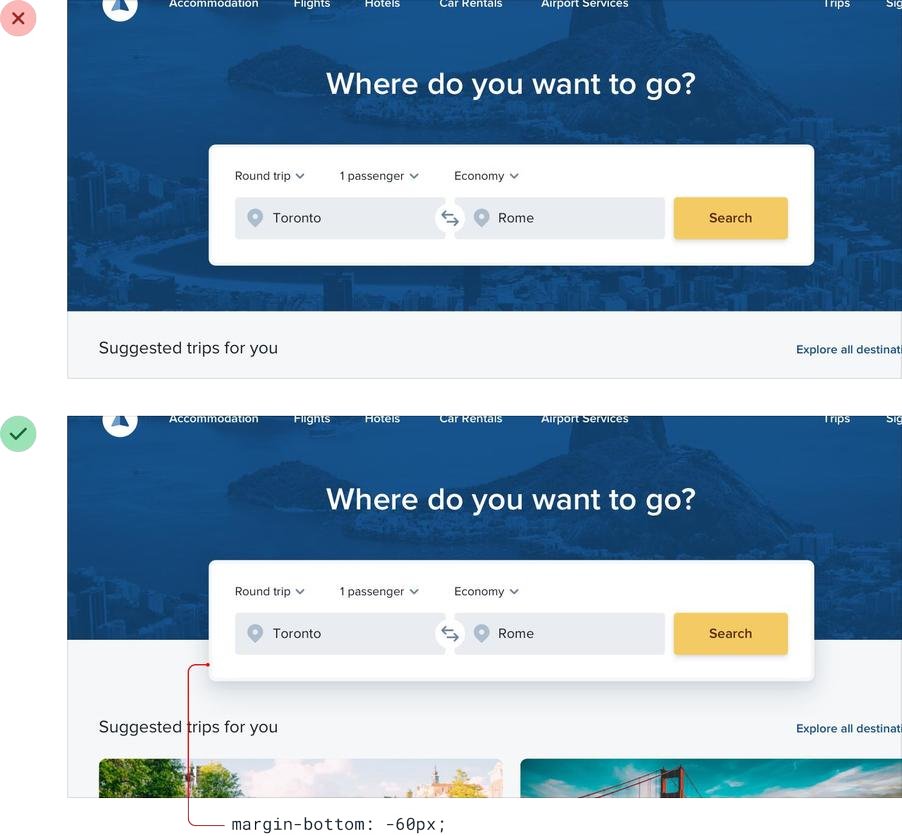 Accommodation Flights Hotels Car Rentals Airport Services Trips
Where do you want to go?
Round trip 1 passenger Economy
Toronto Rome Search
Suggested trips for you Explore all destinati
Accommodation Flights Hotels Car Rentals Airport Services Trips
Where do you want to go?
Round trip 1 passenger Economy
Toronto Rome Search
Suggested trips for you Explore all destinati
margin-bottom: -60px;